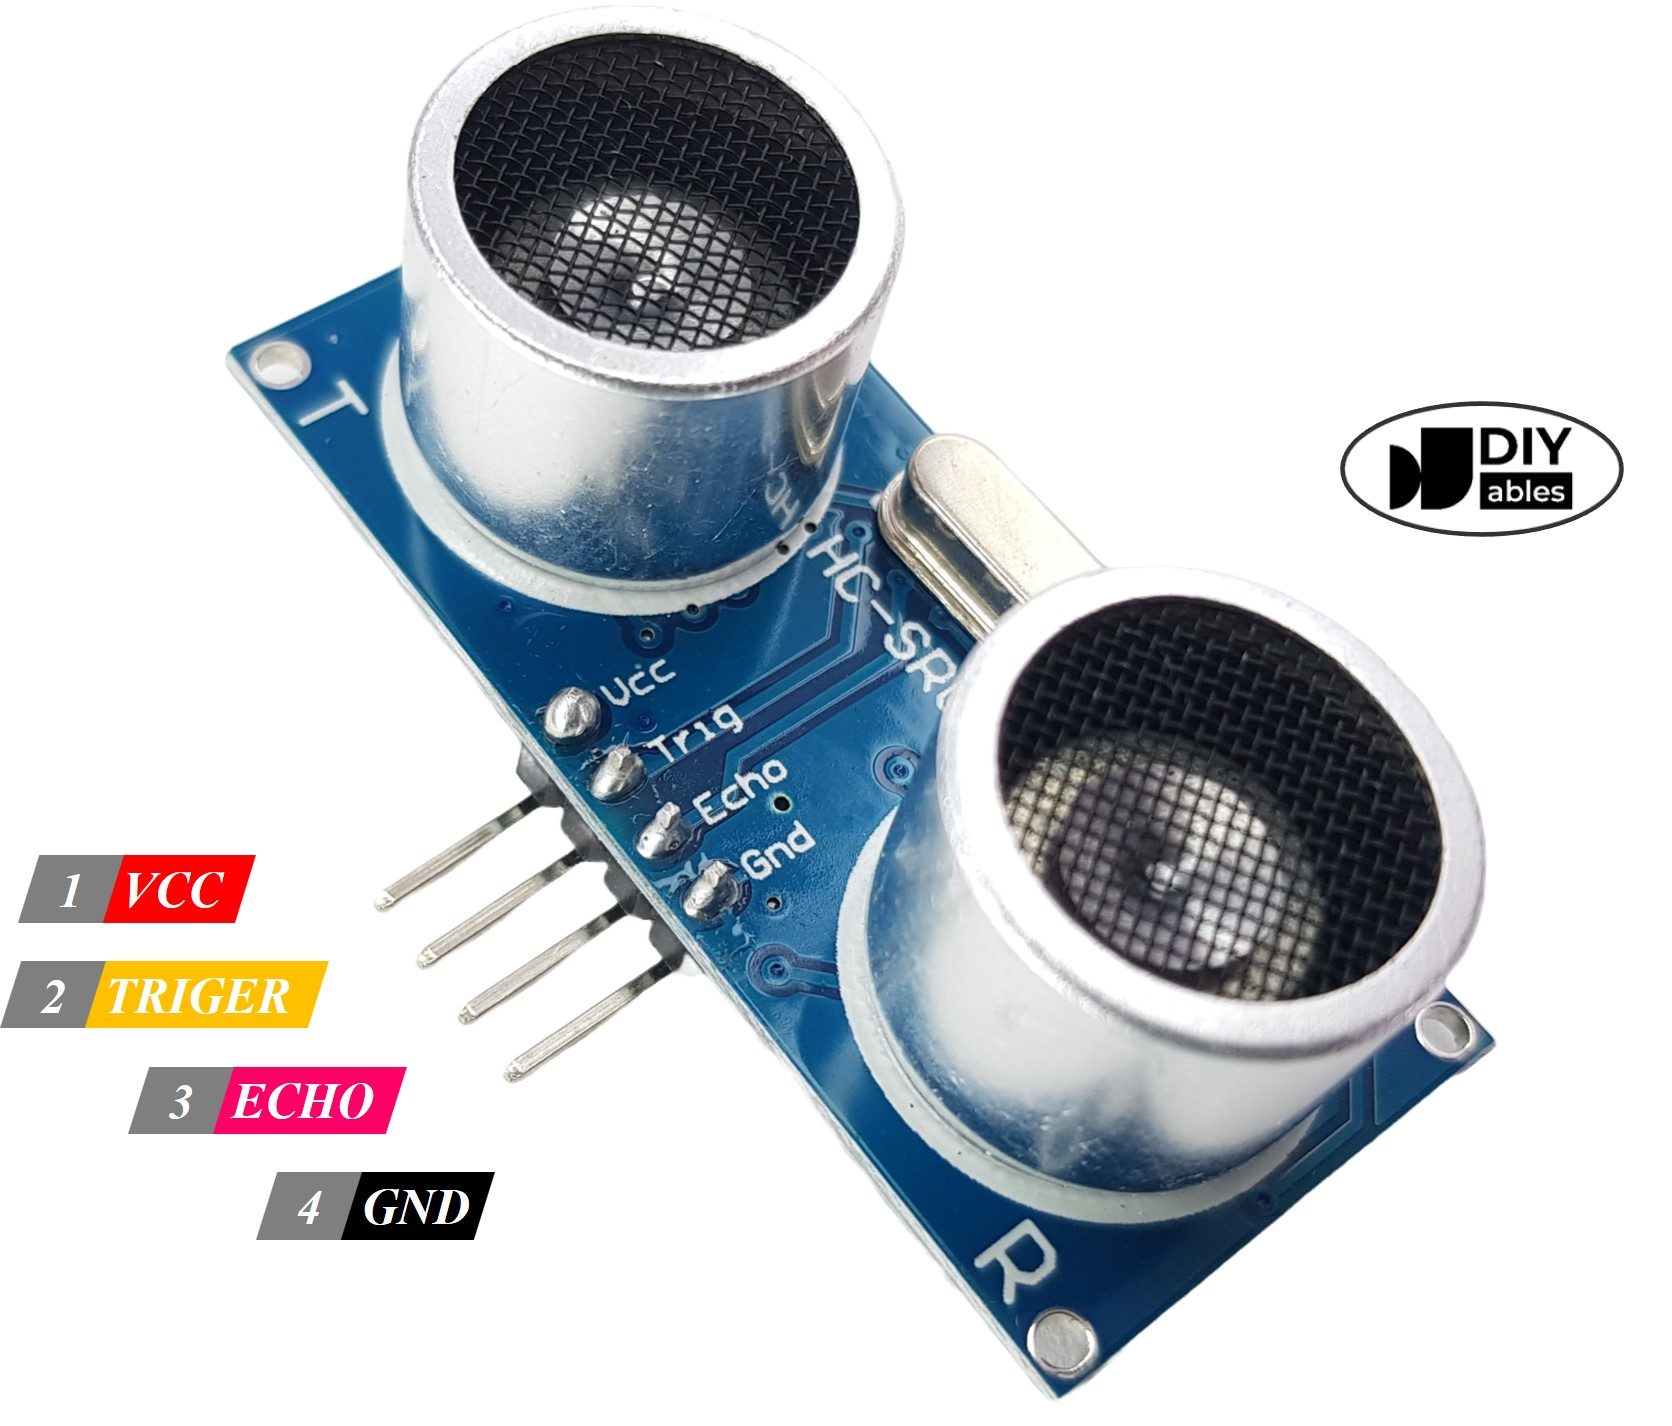 T
HC-SR
Vcc
Trig
Echo
Gnd
R
DIY
ables
1 VCC
2 TRIGER
3 ECHO
4 GND